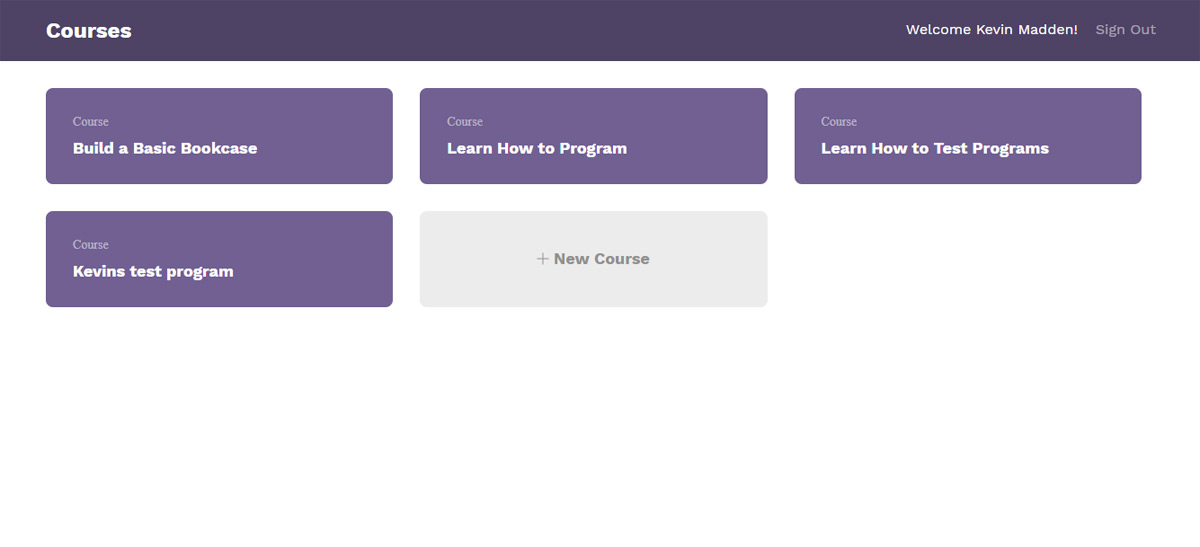 Courses
Welcome Kevin Madden! Sign Out
Course
Build a Basic Bookcase
Course
Learn How to Program
Course
Learn How to Test Programs
Course
Kevins test program
+ New Course